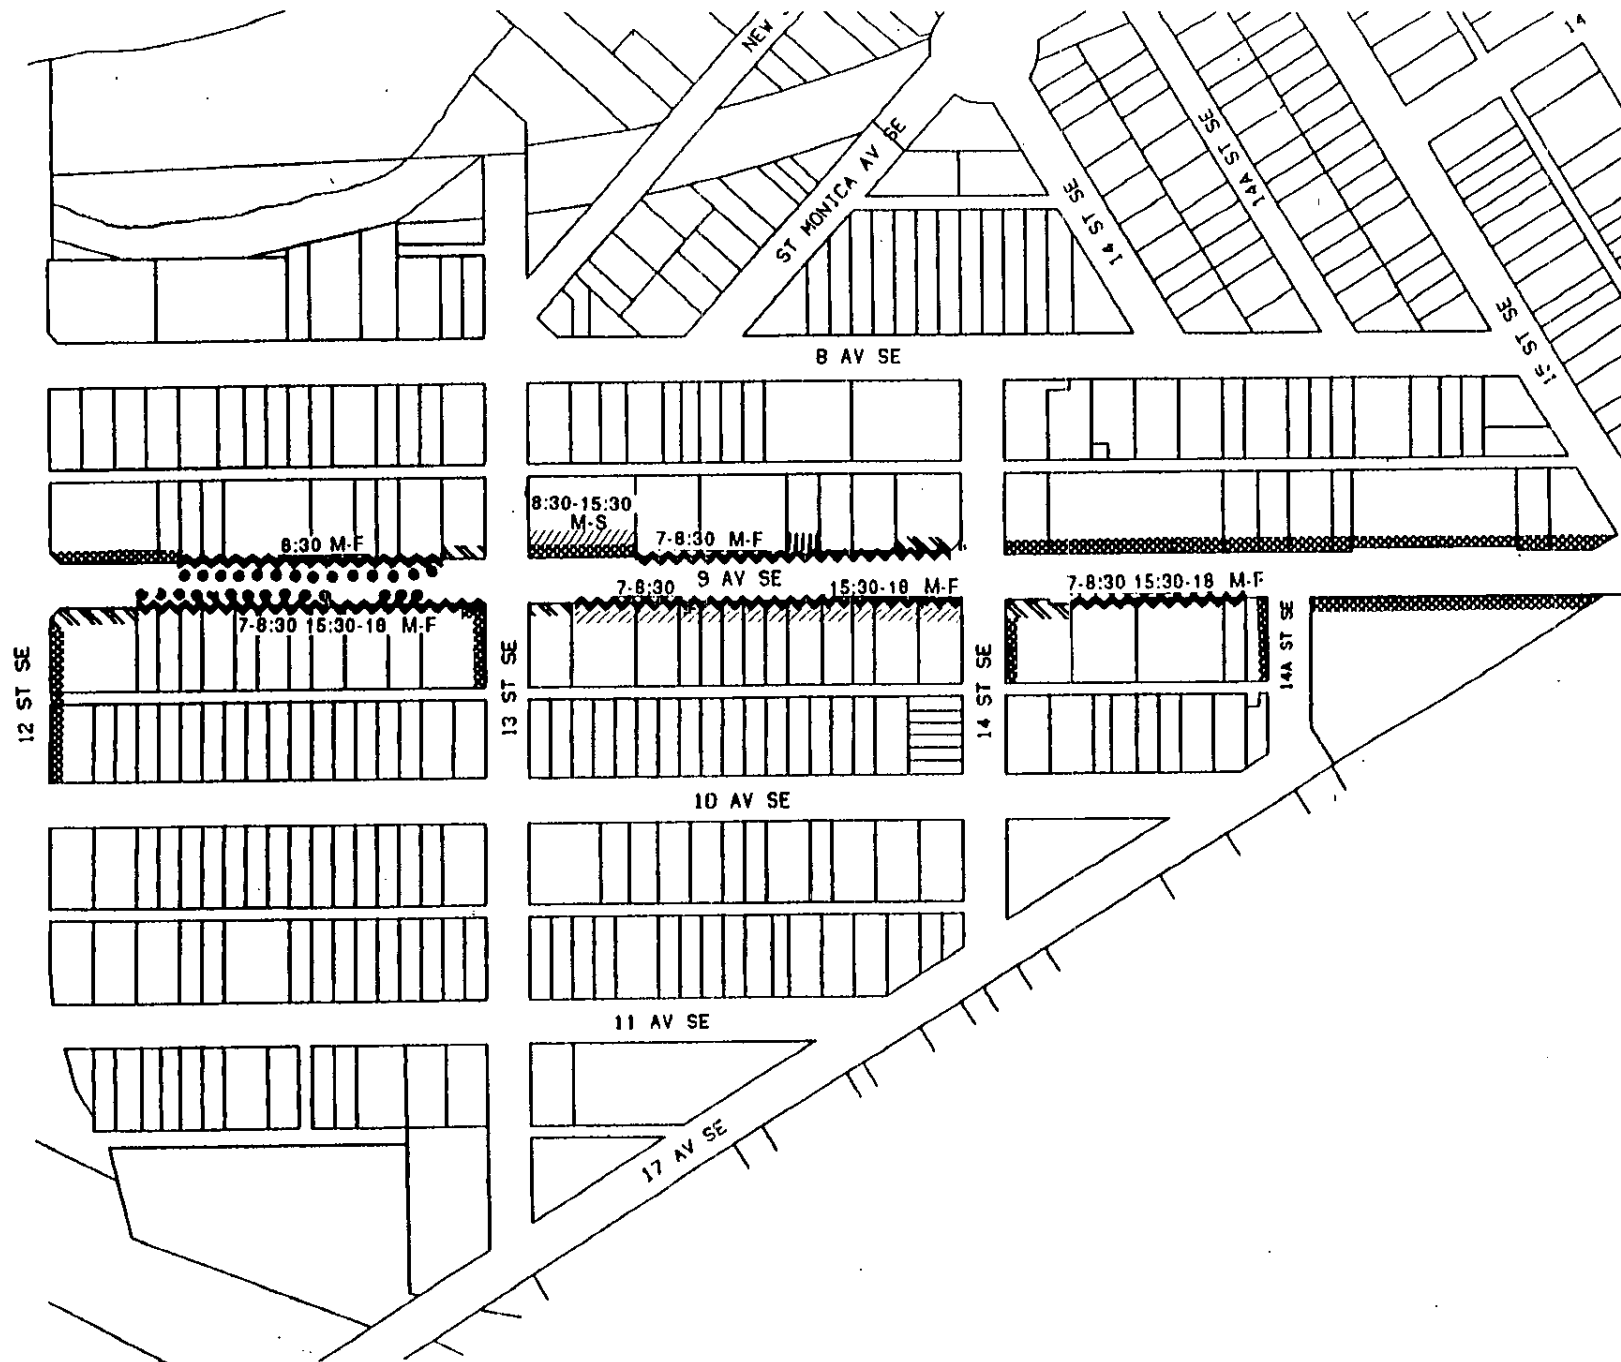 NEW
14
ST MONICA AV SE
14 ST SE
14A ST SE
15 ST SE
8 AV SE
8:30-15:30
M-S
8:30 M-F
7-8:30 M-F
9 AV SE
7-8:30
15:30-18 M-F
7-8:30 15:30-18 M-F
7-8:30 15:30-18 M-F
12 ST SE
13 ST SE
14 ST SE
14A ST SE
10 AV SE
11 AV SE
17 AV SE